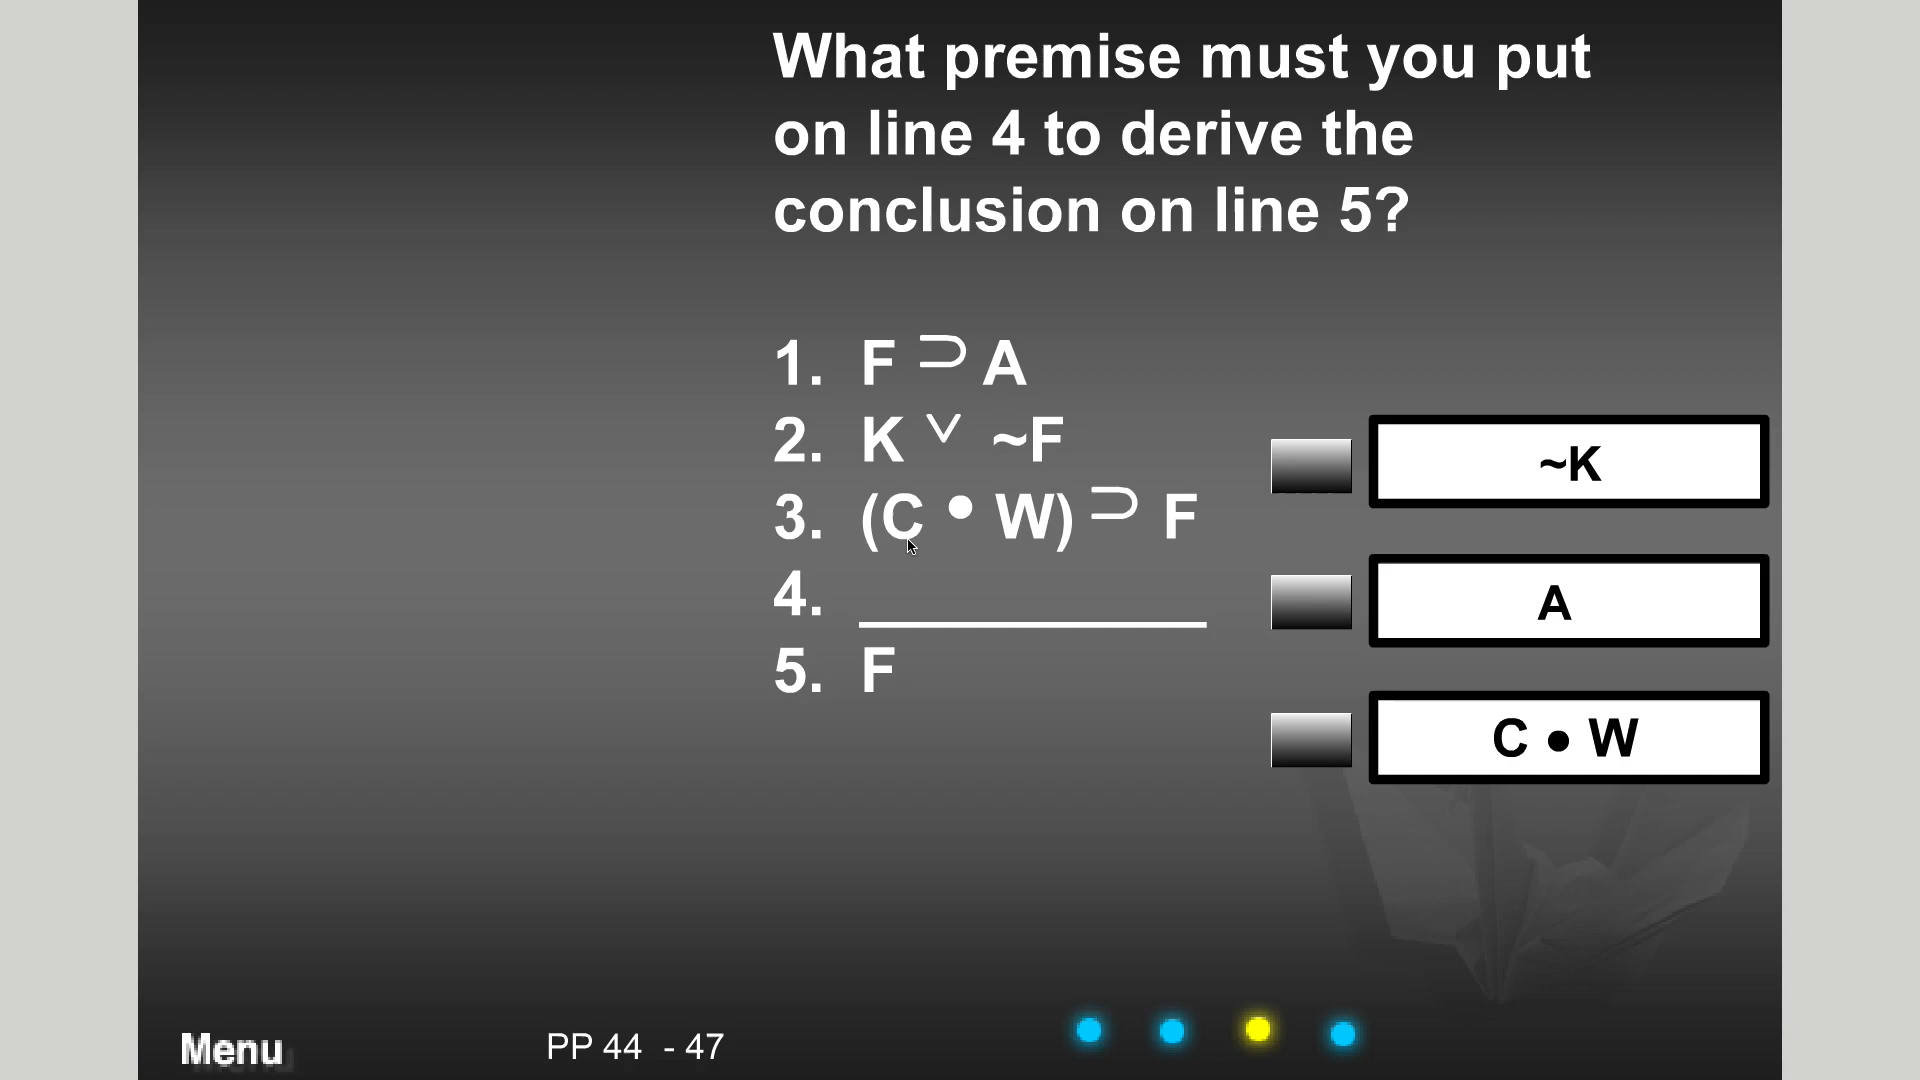 What premise must you put
on line 4 to derive the
conclusion on line 5?
1. F ⊃ A
2. K ∨ ~F
3. (C • W) ⊃ F
4. ____________
5. F
~K
A
C • W
Menu
PP 44 - 47